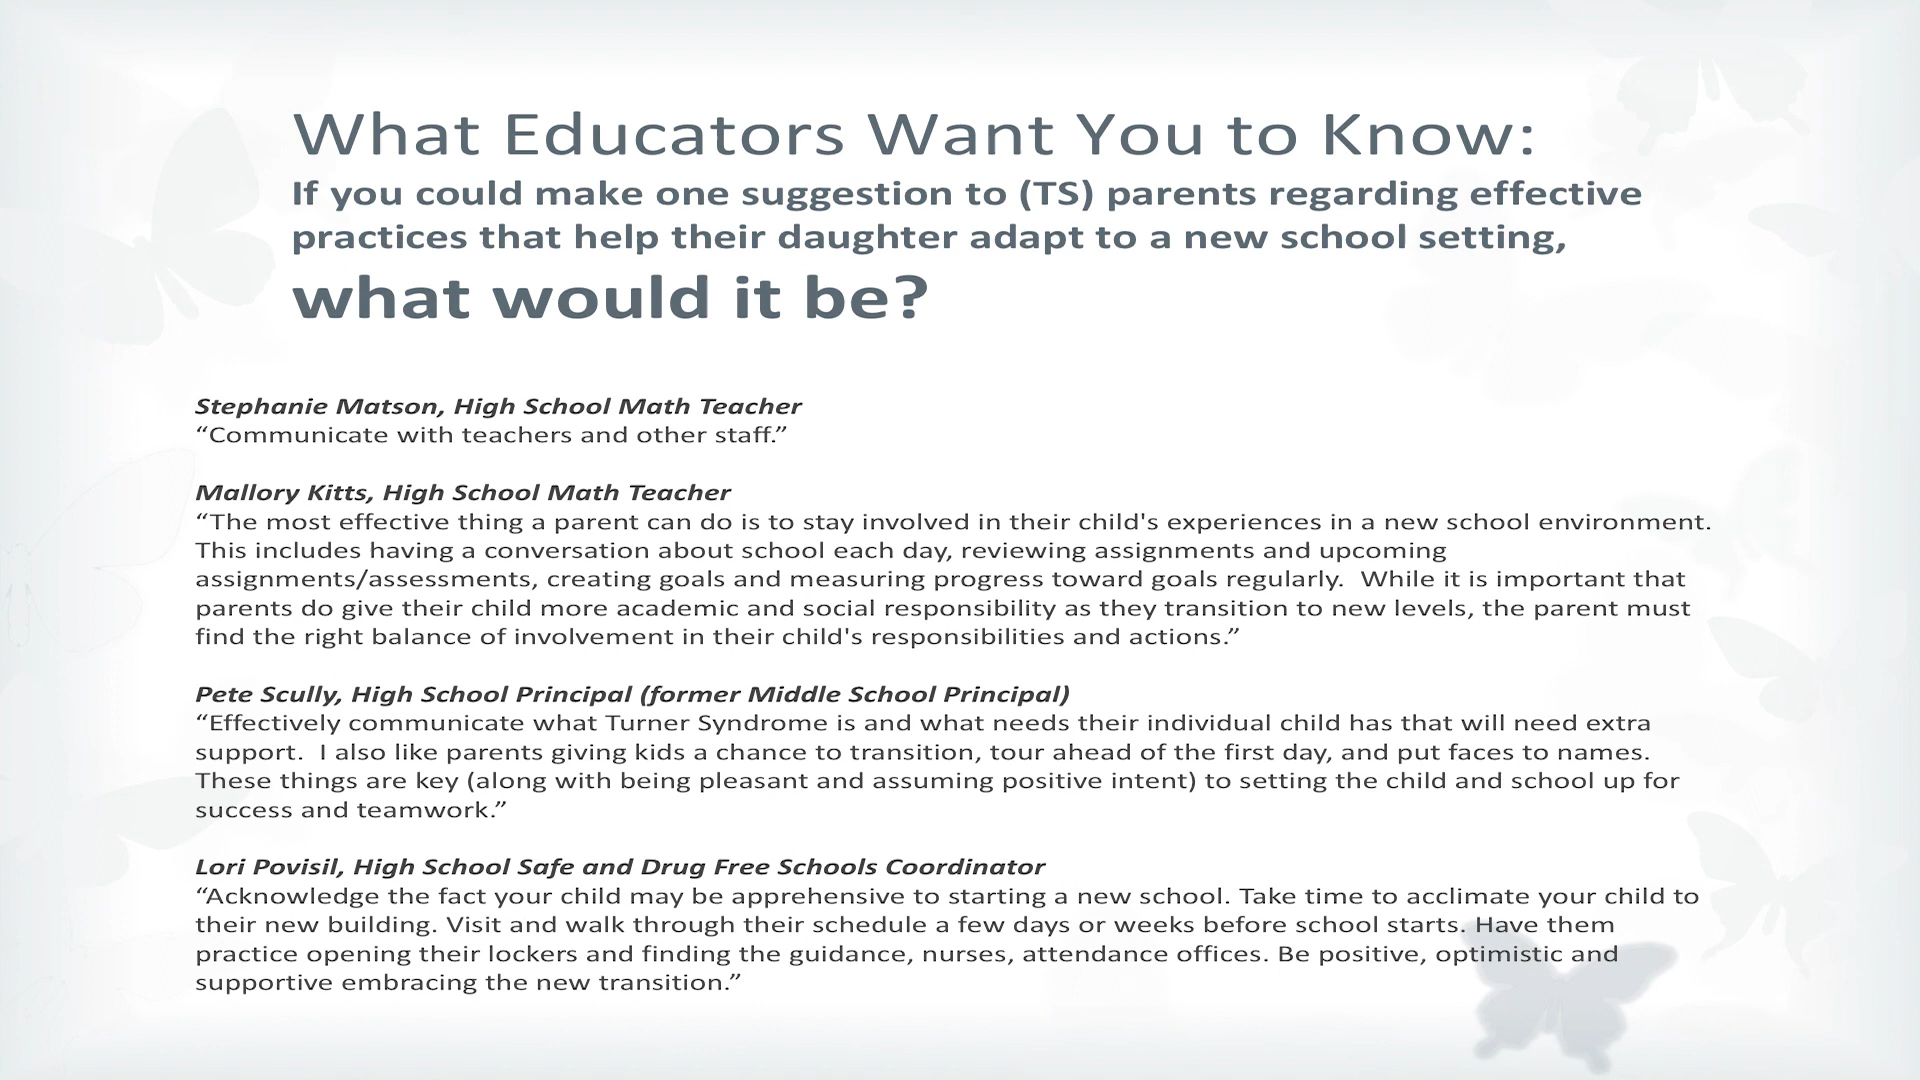 What Educators Want You to Know:
If you could make one suggestion to (TS) parents regarding effective
practices that help their daughter adapt to a new school setting,
what would it be?
Stephanie Matson, High School Math Teacher
“Communicate with teachers and other staff.”
Mallory Kitts, High School Math Teacher
“The most effective thing a parent can do is to stay involved in their child's experiences in a new school environment.
This includes having a conversation about school each day, reviewing assignments and upcoming
assignments/assessments, creating goals and measuring progress toward goals regularly.  While it is important that
parents do give their child more academic and social responsibility as they transition to new levels, the parent must
find the right balance of involvement in their child's responsibilities and actions.”
Pete Scully, High School Principal (former Middle School Principal)
“Effectively communicate what Turner Syndrome is and what needs their individual child has that will need extra
support.  I also like parents giving kids a chance to transition, tour ahead of the first day, and put faces to names.
These things are key (along with being pleasant and assuming positive intent) to setting the child and school up for
success and teamwork.”
Lori Povisil, High School Safe and Drug Free Schools Coordinator
“Acknowledge the fact your child may be apprehensive to starting a new school. Take time to acclimate your child to
their new building. Visit and walk through their schedule a few days or weeks before school starts. Have them
practice opening their lockers and finding the guidance, nurses, attendance offices. Be positive, optimistic and
supportive embracing the new transition.”